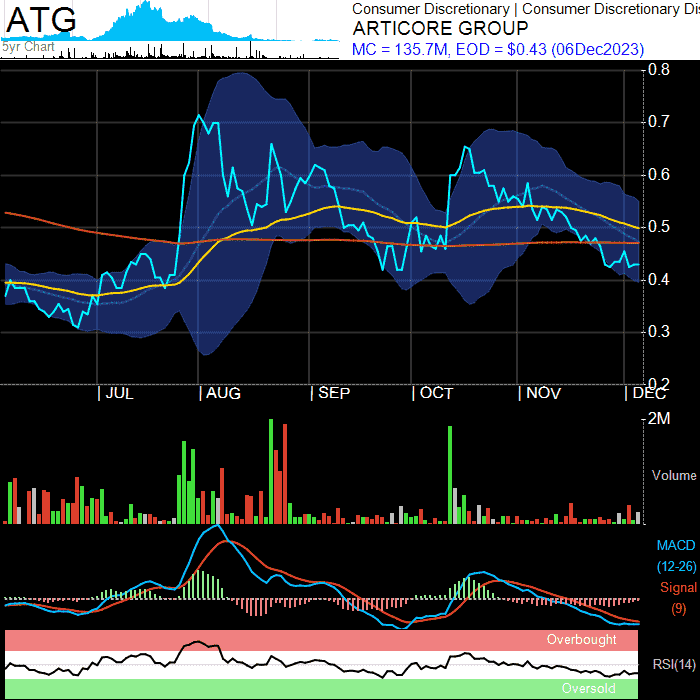 ATG
5yr Chart
Consumer Discretionary | Consumer Discretionary Dis
ARTICORE GROUP
MC = 135.7M, EOD = $0.43 (06Dec2023)
0.8
0.7
0.6
0.5
0.4
0.3
0.2
| JUL
| AUG
| SEP
| OCT
| NOV
| DEC
2M
Volume
MACD
(12-26)
Signal
(9)
Overbought
RSI(14)
Oversold